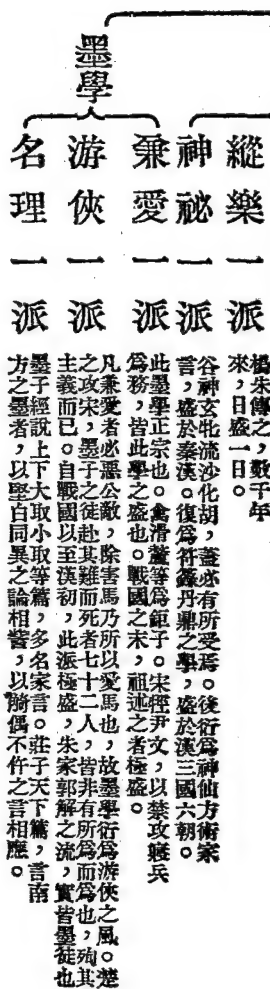 縱樂一派
楊朱傳之，數千年
來，日盛一日。
神祕一派
谷神玄牝流沙化胡，蓋必有所受焉。後衍爲神仙方術家
言，盛於秦漢。復爲符籙丹鼎之學，盛於漢三國六朝。
墨學
兼愛一派
此墨學正宗也。禽滑釐等爲鉅子。宋牼尹文，以禁攻寢兵
爲務，皆此學之盛也。戰國之末，祖述之者極盛。
游俠一派
凡兼愛者必惡公敵，除害馬乃所以愛馬也，故墨學衍爲游俠之風。楚
之攻宋，墨子之徒赴其難而死者七十二人，皆非有所爲而爲也，殉其
主義而已。自戰國以至漢初，此派極盛，朱家郭解之流，實皆墨徒也
名理一派
墨子經說上下大取小取等篇，多名家言。莊子天下篇，言南
方之墨者，以堅白同異之論相訾，以觭偶不仵之言相應。